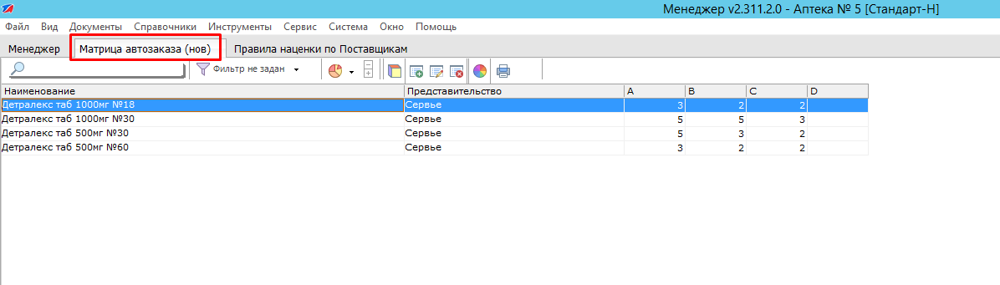 Менеджер v2.311.2.0 - Аптека № 5 [Стандарт-Н]
Файл Вид Документы Справочники Инструменты Сервис Система Окно Помощь
Менеджер Матрица автозаказа (нов) Правила наценки по Поставщикам
Фильтр не задан
Наименование Представительство A B C D
Детралекс таб 1000мг №18 Сервье 3 2 2
Детралекс таб 1000мг №30 Сервье 5 5 3
Детралекс таб 500мг №30 Сервье 5 3 2
Детралекс таб 500мг №60 Сервье 3 2 2